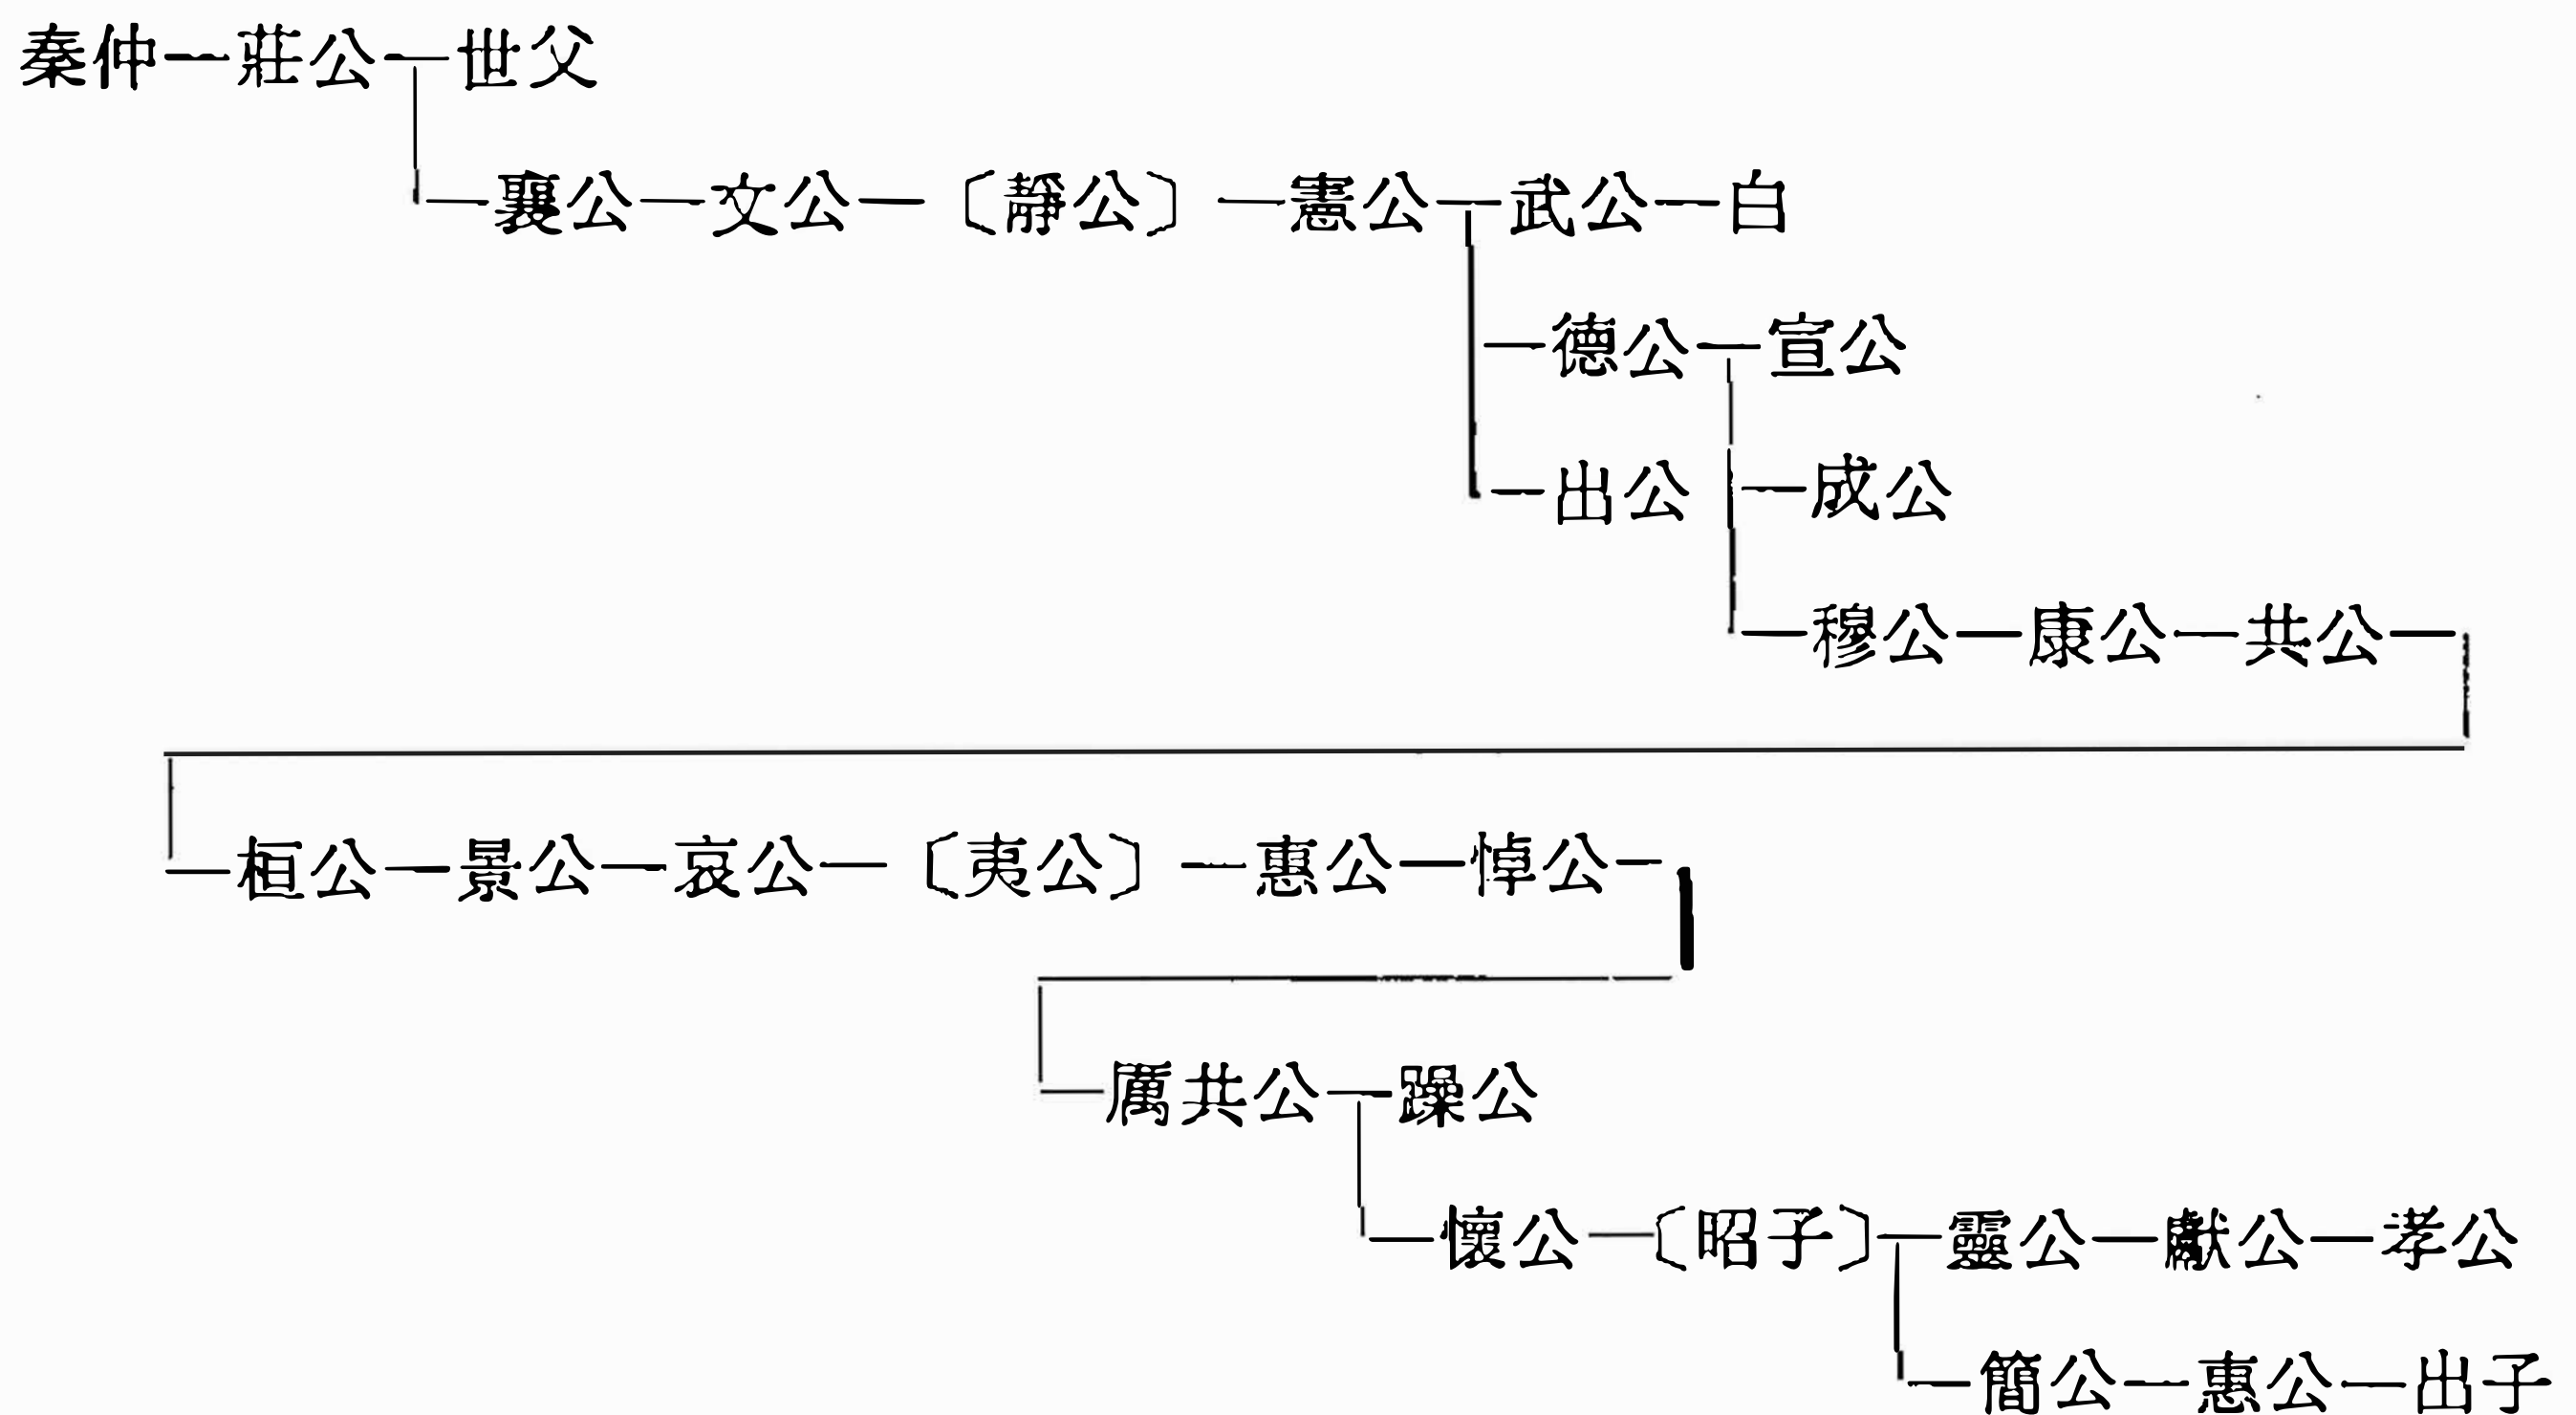 秦仲—莊公—世父
襄公—文公—〔靜公〕—憲公—武公—白
德公—宣公
出公—成公
穆公—康公—共公
桓公—景公—哀公—〔夷公〕—惠公—悼公
厲共公—躁公
懷公—〔昭子〕—靈公—獻公—孝公
簡公—惠公—出子